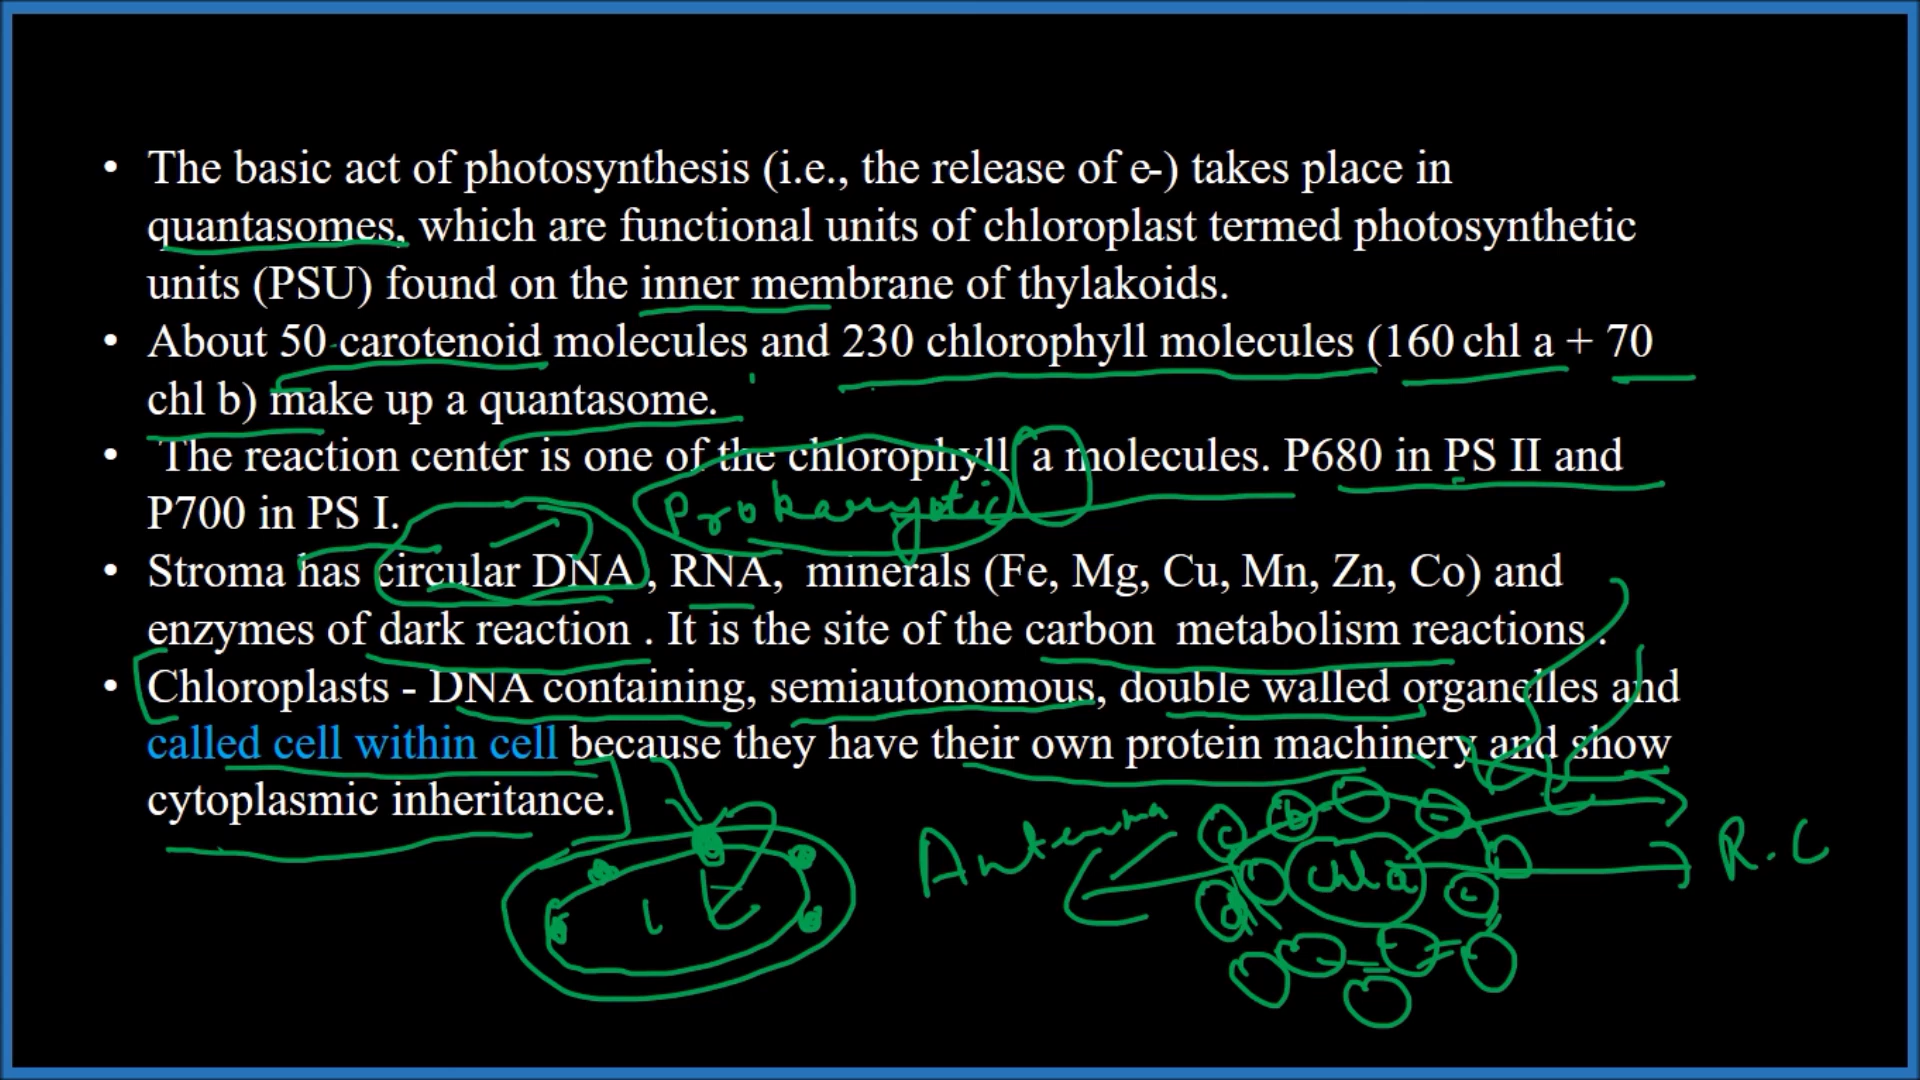 • The basic act of photosynthesis (i.e., the release of e-) takes place in
quantasomes, which are functional units of chloroplast termed photosynthetic
units (PSU) found on the inner membrane of thylakoids.
• About 50 carotenoid molecules and 230 chlorophyll molecules (160 chl a + 70
chl b) make up a quantasome.
• The reaction center is one of the chlorophyll a molecules. P680 in PS II and
Prokaryotic
P700 in PS I.
• Stroma has circular DNA , RNA, minerals (Fe, Mg, Cu, Mn, Zn, Co) and
enzymes of dark reaction . It is the site of the carbon metabolism reactions .
• Chloroplasts - DNA containing, semiautonomous, double walled organelles and
called cell within cell because they have their own protein machinery and show
cytoplasmic inheritance.
Antenna
b
chl a
R.C